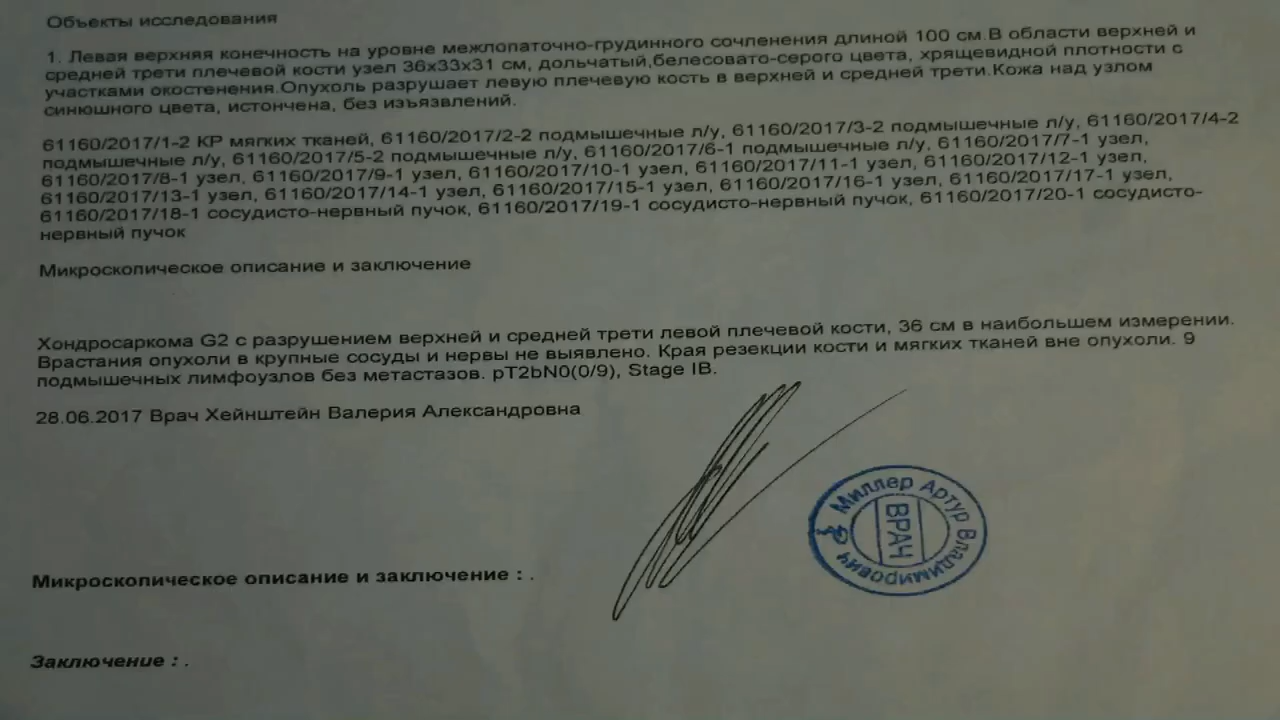 Объекты исследования
1. Левая верхняя конечность на уровне межлопаточно-грудинного сочленения длиной 100 см.В области верхней и
средней трети плечевой кости узел 36х33х31 см, дольчатый,белесовато-серого цвета, хрящевидной плотности с
участками окостенения.Опухоль разрушает левую плечевую кость в верхней и средней трети.Кожа над узлом
синюшного цвета, истончена, без изъязвлений.
61160/2017/1-2 КР мягких тканей, 61160/2017/2-2 подмышечные л/у, 61160/2017/3-2 подмышечные л/у, 61160/2017/4-2
подмышечные л/у, 61160/2017/5-2 подмышечные л/у, 61160/2017/6-1 подмышечные л/у, 61160/2017/7-1 узел,
61160/2017/8-1 узел, 61160/2017/9-1 узел, 61160/2017/10-1 узел, 61160/2017/11-1 узел, 61160/2017/12-1 узел,
61160/2017/13-1 узел, 61160/2017/14-1 узел, 61160/2017/15-1 узел, 61160/2017/16-1 узел, 61160/2017/17-1 узел,
61160/2017/18-1 сосудисто-нервный пучок, 61160/2017/19-1 сосудисто-нервный пучок, 61160/2017/20-1 сосудисто-
нервный пучок
Микроскопическое описание и заключение
Хондросаркома G2 с разрушением верхней и средней трети левой плечевой кости, 36 см в наибольшем измерении.
Врастания опухоли в крупные сосуды и нервы не выявлено. Края резекции кости и мягких тканей вне опухоли. 9
подмышечных лимфоузлов без метастазов. pT2bN0(0/9), Stage IB.
28.06.2017 Врач Хейнштейн Валерия Александровна
Миллер Артур Владимирович
ВРАЧ
Микроскопическое описание и заключение : .
Заключение : .